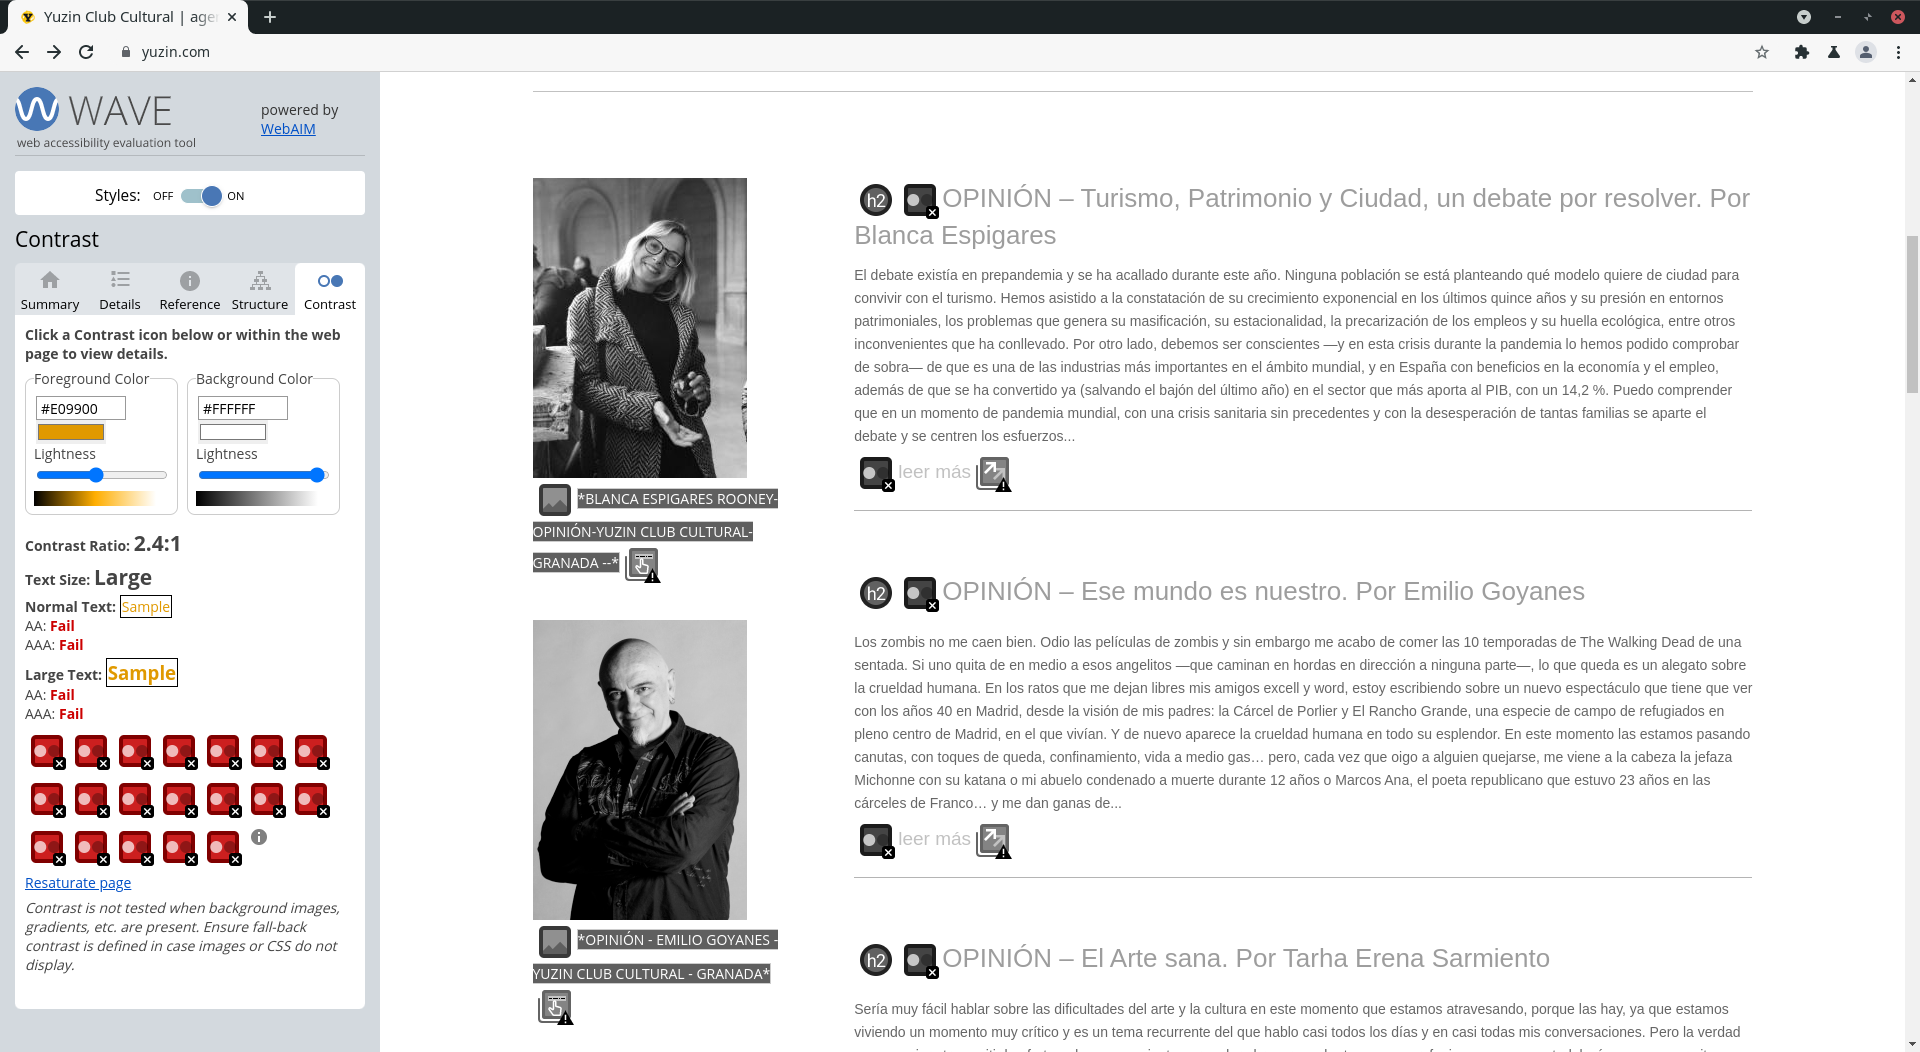 Yuzin Club Cultural | age
yuzin.com
WAVE
web accessibility evaluation tool
powered by
WebAIM
Styles: OFF ON
Contrast
Summary Details Reference Structure Contrast
Click a Contrast icon below or within the web
page to view details.
Foreground Color Background Color
#E09900 #FFFFFF
Lightness Lightness
Contrast Ratio: 2.4:1
Text Size: Large
Normal Text: Sample
AA: Fail
AAA: Fail
Large Text: Sample
AA: Fail
AAA: Fail
Resaturate page
Contrast is not tested when background images,
gradients, etc. are present. Ensure fall-back
contrast is defined in case images or CSS do not
display.
*BLANCA ESPIGARES ROONEY-
OPINIÓN-YUZIN CLUB CULTURAL-
GRANADA --*
h2 OPINIÓN – Turismo, Patrimonio y Ciudad, un debate por resolver. Por
Blanca Espigares
El debate existía en prepandemia y se ha acallado durante este año. Ninguna población se está planteando qué modelo quiere de ciudad para
convivir con el turismo. Hemos asistido a la constatación de su crecimiento exponencial en los últimos quince años y su presión en entornos
patrimoniales, los problemas que genera su masificación, su estacionalidad, la precarización de los empleos y su huella ecológica, entre otros
inconvenientes que ha conllevado. Por otro lado, debemos ser conscientes —y en esta crisis durante la pandemia lo hemos podido comprobar
de sobra— de que es una de las industrias más importantes en el ámbito mundial, y en España con beneficios en la economía y el empleo,
además de que se ha convertido ya (salvando el bajón del último año) en el sector que más aporta al PIB, con un 14,2 %. Puedo comprender
que en un momento de pandemia mundial, con una crisis sanitaria sin precedentes y con la desesperación de tantas familias se aparte el
debate y se centren los esfuerzos...
leer más
*OPINIÓN - EMILIO GOYANES -
YUZIN CLUB CULTURAL - GRANADA*
h2 OPINIÓN – Ese mundo es nuestro. Por Emilio Goyanes
Los zombis no me caen bien. Odio las películas de zombis y sin embargo me acabo de comer las 10 temporadas de The Walking Dead de una
sentada. Si uno quita de en medio a esos angelitos —que caminan en hordas en dirección a ninguna parte—, lo que queda es un alegato sobre
la crueldad humana. En los ratos que me dejan libres mis amigos excell y word, estoy escribiendo sobre un nuevo espectáculo que tiene que ver
con los años 40 en Madrid, desde la visión de mis padres: la Cárcel de Porlier y El Rancho Grande, una especie de campo de refugiados en
pleno centro de Madrid, en el que vivían. Y de nuevo aparece la crueldad humana en todo su esplendor. En este momento las estamos pasando
canutas, con toques de queda, confinamiento, vida a medio gas… pero, cada vez que oigo a alguien quejarse, me viene a la cabeza la jefaza
Michonne con su katana o mi abuelo condenado a muerte durante 12 años o Marcos Ana, el poeta republicano que estuvo 23 años en las
cárceles de Franco… y me dan ganas de...
leer más
h2 OPINIÓN – El Arte sana. Por Tarha Erena Sarmiento
Sería muy fácil hablar sobre las dificultades del arte y la cultura en este momento que estamos atravesando, porque las hay, ya que estamos
viviendo un momento muy crítico y es un tema recurrente del que hablo casi todos los días y en casi todas mis conversaciones. Pero la verdad